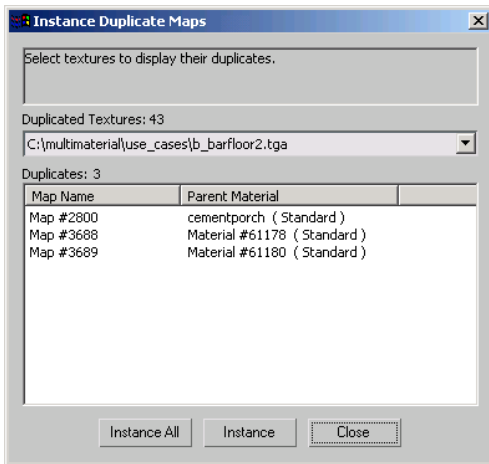 Instance Duplicate Maps
Select textures to display their duplicates.
Duplicated Textures: 43
C:\multimaterial\use_cases\b_barfloor2.tga
Duplicates: 3
Map Name Parent Material
Map #2800 cementporch ( Standard )
Map #3688 Material #61178 ( Standard )
Map #3689 Material #61180 ( Standard )
Instance All Instance Close